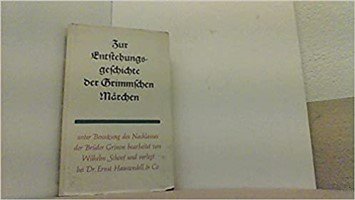 Zur
Entstehungs-
geschichte
der Grimmschen
Märchen
unter Benutzung des Nachlasses
der Brüder Grimm bearbeitet von
Wilhelm Schoof und verlegt
bei Dr. Ernst Hauswedell & Co